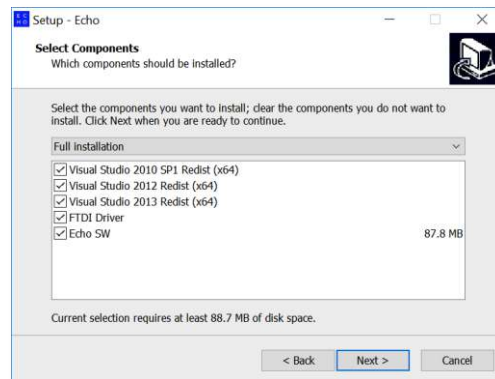 EC
HO
Setup - Echo
Select Components
Which components should be installed?
Select the components you want to install; clear the components you do not want to
install. Click Next when you are ready to continue.
Full installation
Visual Studio 2010 SP1 Redist (x64)
Visual Studio 2012 Redist (x64)
Visual Studio 2013 Redist (x64)
FTDI Driver
Echo SW 87.8 MB
Current selection requires at least 88.7 MB of disk space.
< Back Next > Cancel